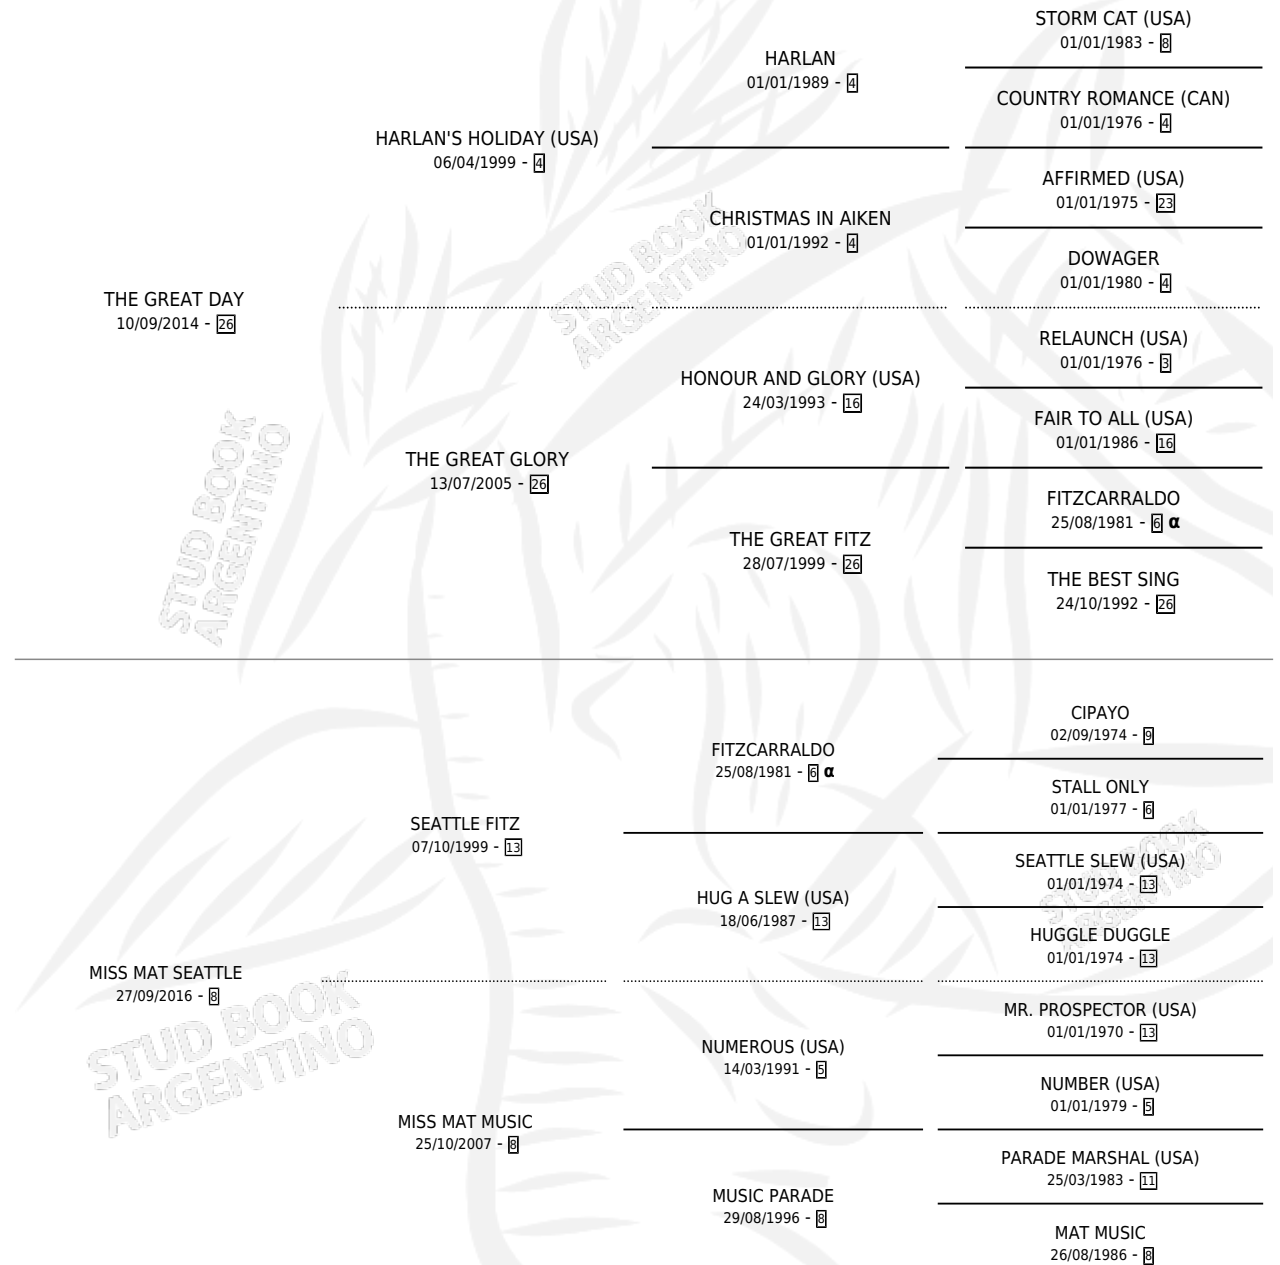 STORM CAT (USA)
01/01/1983 - 8
HARLAN
01/01/1989 - 4
COUNTRY ROMANCE (CAN)
01/01/1976 - 4
HARLAN'S HOLIDAY (USA)
06/04/1999 - 4
AFFIRMED (USA)
01/01/1975 - 23
CHRISTMAS IN AIKEN
01/01/1992 - 4
DOWAGER
01/01/1980 - 4
THE GREAT DAY
10/09/2014 - 26
RELAUNCH (USA)
01/01/1976 - 3
HONOUR AND GLORY (USA)
24/03/1993 - 16
FAIR TO ALL (USA)
01/01/1986 - 16
THE GREAT GLORY
13/07/2005 - 26
FITZCARRALDO
25/08/1981 - 6 α
THE GREAT FITZ
28/07/1999 - 26
THE BEST SING
24/10/1992 - 26
CIPAYO
02/09/1974 - 9
FITZCARRALDO
25/08/1981 - 6 α
STALL ONLY
01/01/1977 - 6
SEATTLE FITZ
07/10/1999 - 13
SEATTLE SLEW (USA)
01/01/1974 - 13
HUG A SLEW (USA)
18/06/1987 - 13
HUGGLE DUGGLE
01/01/1974 - 13
MISS MAT SEATTLE
27/09/2016 - 8
MR. PROSPECTOR (USA)
01/01/1970 - 13
NUMEROUS (USA)
14/03/1991 - 5
NUMBER (USA)
01/01/1979 - 5
MISS MAT MUSIC
25/10/2007 - 8
PARADE MARSHAL (USA)
25/03/1983 - 11
MUSIC PARADE
29/08/1996 - 8
MAT MUSIC
26/08/1986 - 8
STUD BOOK
ARGENTINO
STUD BOOK
ARGENTINO
STUD BOOK
ARGENTINO
STUD BOOK
ARGENTINO